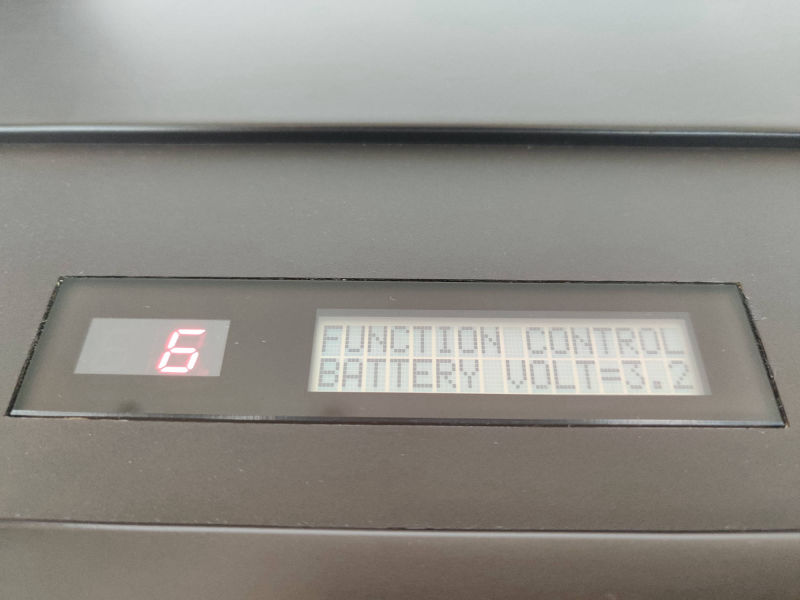 6
FUNCTION CONTROL
BATTERY VOLT=3.2